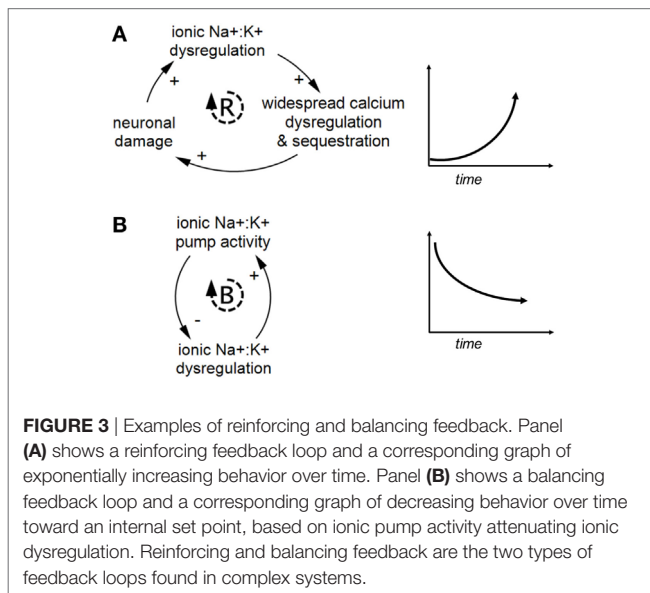 A
ionic Na+:K+
dysregulation
+
+
R
widespread calcium
dysregulation
& sequestration
neuronal
damage
+
time
B
ionic Na+:K+
pump activity
+
B
-
ionic Na+:K+
dysregulation
time
FIGURE 3 | Examples of reinforcing and balancing feedback. Panel
(A) shows a reinforcing feedback loop and a corresponding graph of
exponentially increasing behavior over time. Panel (B) shows a balancing
feedback loop and a corresponding graph of decreasing behavior over time
toward an internal set point, based on ionic pump activity attenuating ionic
dysregulation. Reinforcing and balancing feedback are the two types of
feedback loops found in complex systems.